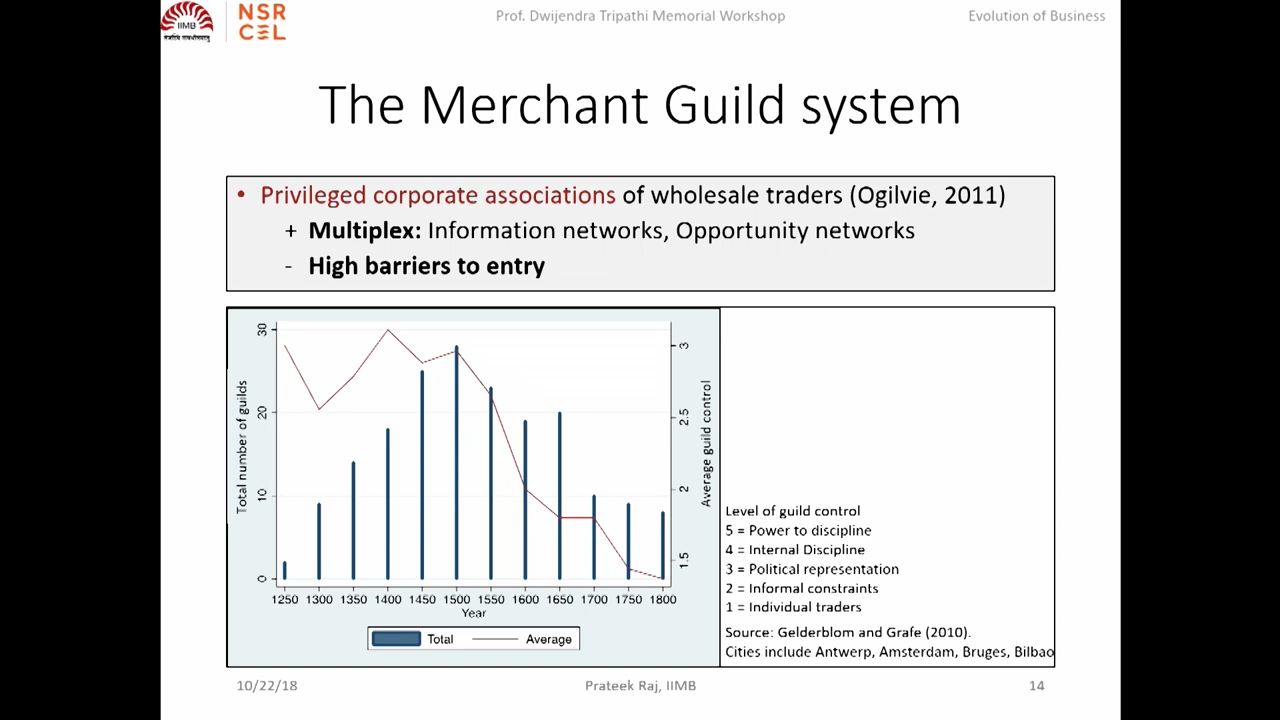 IIMB
NSR
CEL
Prof. Dwijendra Tripathi Memorial Workshop
Evolution of Business
The Merchant Guild system
• Privileged corporate associations of wholesale traders (Ogilvie, 2011)
+ Multiplex: Information networks, Opportunity networks
- High barriers to entry
Total number of guilds
30
20
10
0
3
2.5
2
1.5
Average guild control
1250 1300 1350 1400 1450 1500 1550 1600 1650 1700 1750 1800
Year
Total Average
Level of guild control
5 = Power to discipline
4 = Internal Discipline
3 = Political representation
2 = Informal constraints
1 = Individual traders
Source: Gelderblom and Grafe (2010).
Cities include Antwerp, Amsterdam, Bruges, Bilbao
10/22/18
Prateek Raj, IIMB
14